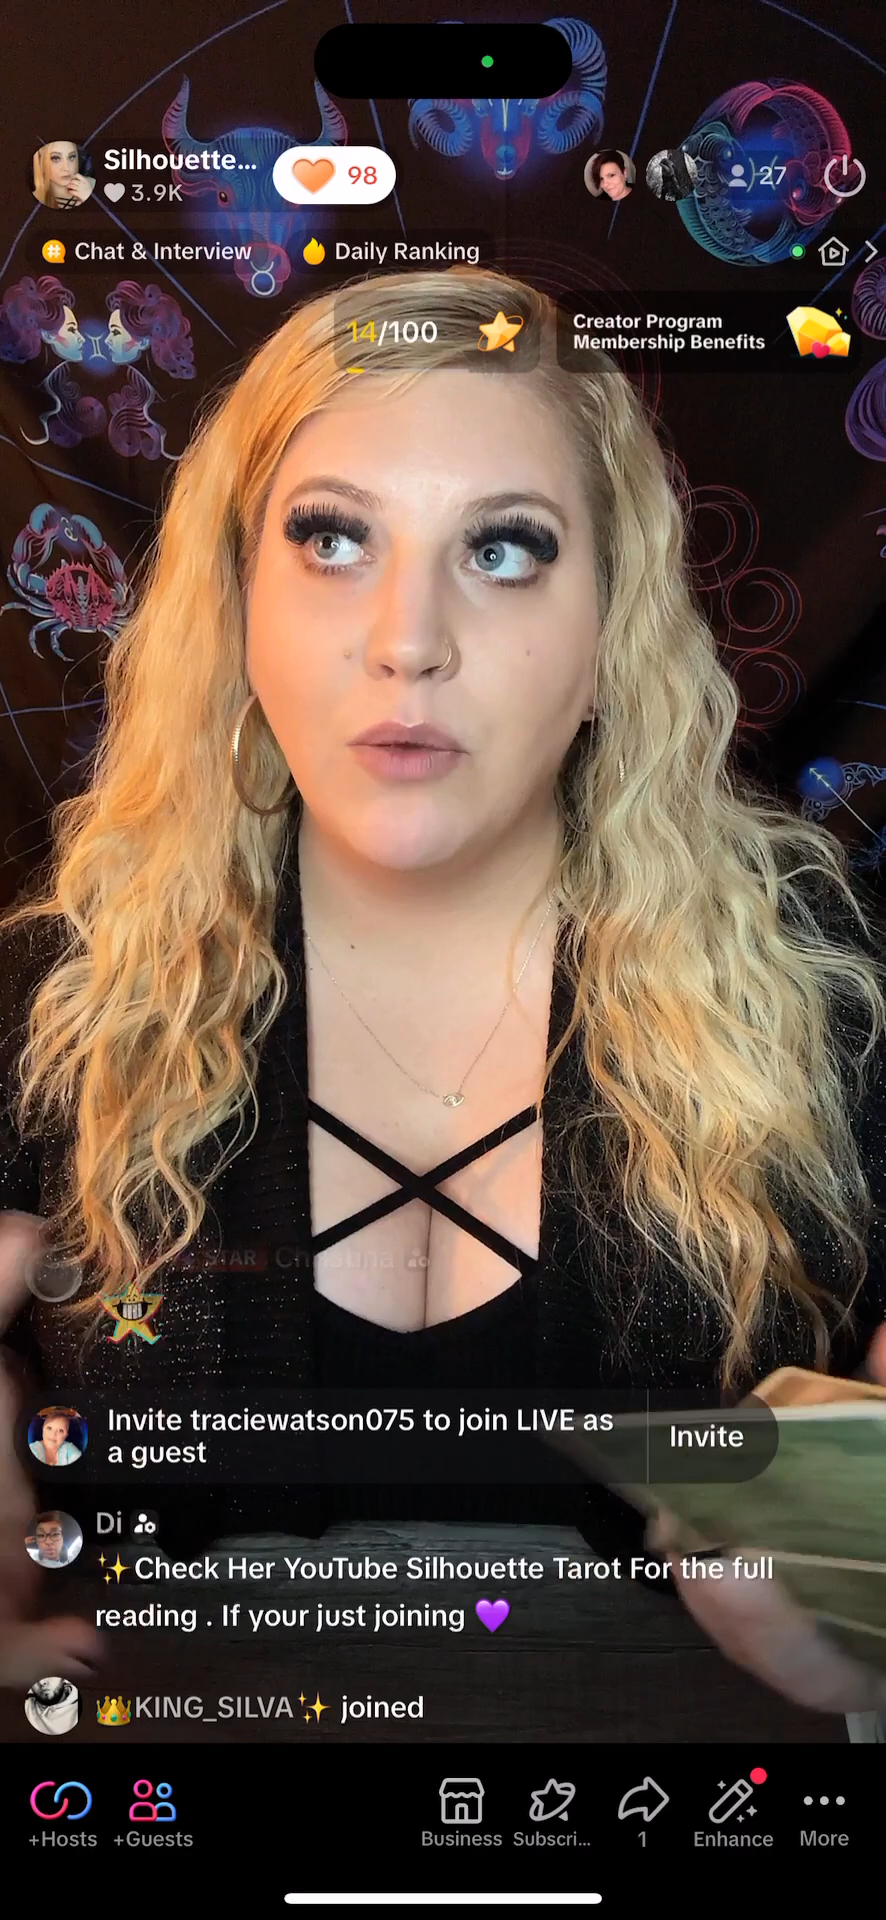 Silhouette...
98
3.9K
27
Chat & Interview
Daily Ranking
14/100
Creator Program
Membership Benefits
STAR Christina
Invite traciewatson075 to join LIVE as
a guest
Invite
Di
✨Check Her YouTube Silhouette Tarot For the full
reading . If your just joining 💜
👑KING_SILVA✨ joined
+Hosts
+Guests
Business
Subscri...
1
Enhance
More